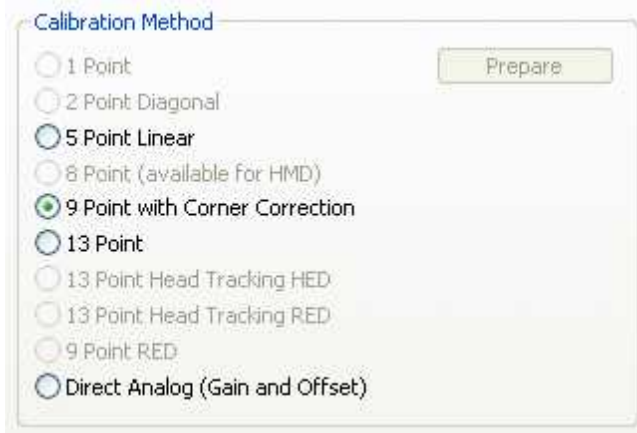 Calibration Method
1 Point
Prepare
2 Point Diagonal
5 Point Linear
8 Point (available for HMD)
9 Point with Corner Correction
13 Point
13 Point Head Tracking HED
13 Point Head Tracking RED
9 Point RED
Direct Analog (Gain and Offset)